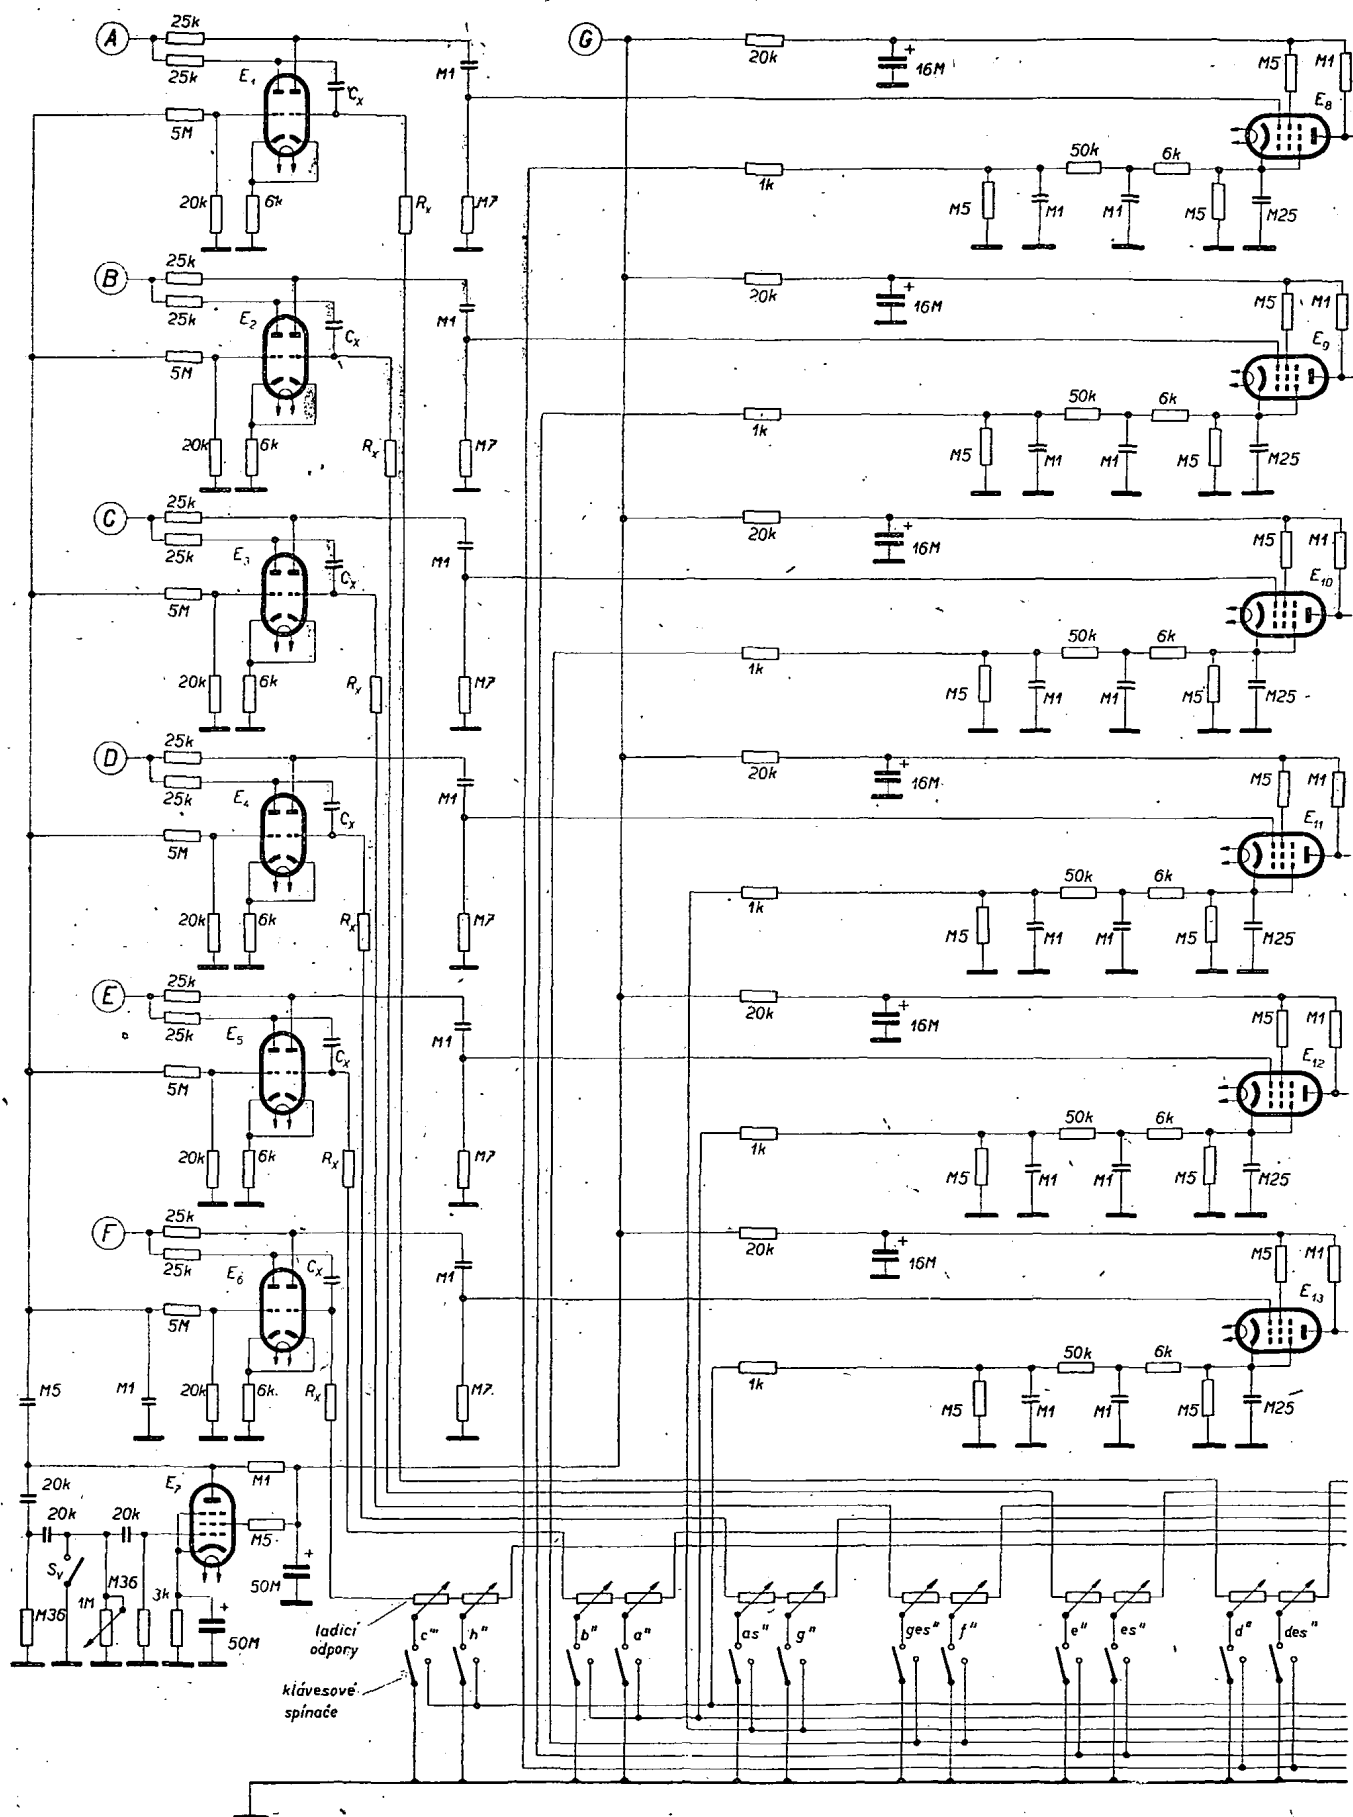 A 25k G
25k E₁ Cₓ M1 20k + 16M M5 M1 E₈
5M 50k 6k
1k
20k 6k Rₓ M7 M5 M1 M1 M5 M25
B 25k
25k E₂ Cₓ M1 20k + 16M M5 M1 E₉
5M 50k 6k
1k
20k 6k Rₓ M7 M5 M1 M1 M5 M25
C 25k
25k E₃ Cₓ M1 20k + 16M M5 M1 E₁₀
5M 50k 6k
1k
20k 6k Rₓ M7 M5 M1 M1 M5 M25
D 25k
25k E₄ Cₓ M1 20k + 16M M5 M1 E₁₁
5M 50k 6k
1k
20k 6k Rₓ M7 M5 M1 M1 M5 M25
E 25k
25k E₅ Cₓ M1 20k + 16M M5 M1 E₁₂
5M 50k 6k
1k
20k 6k Rₓ M7 M5 M1 M1 M5 M25
F 25k
25k E₆ Cₓ M1 20k + 16M M5 M1 E₁₃
5M 50k 6k
1k
M5 M1 20k 6k Rₓ M7 M5 M1 M1 M5 M25
20k E₇ M1
20k 20k M5
Sᵥ M36 50M +
M36 1M 3k + 50M
ladicí
odpory
c''' h'' b'' a'' as'' g'' ges'' f'' e'' es'' d'' des''
klávesové
spínače